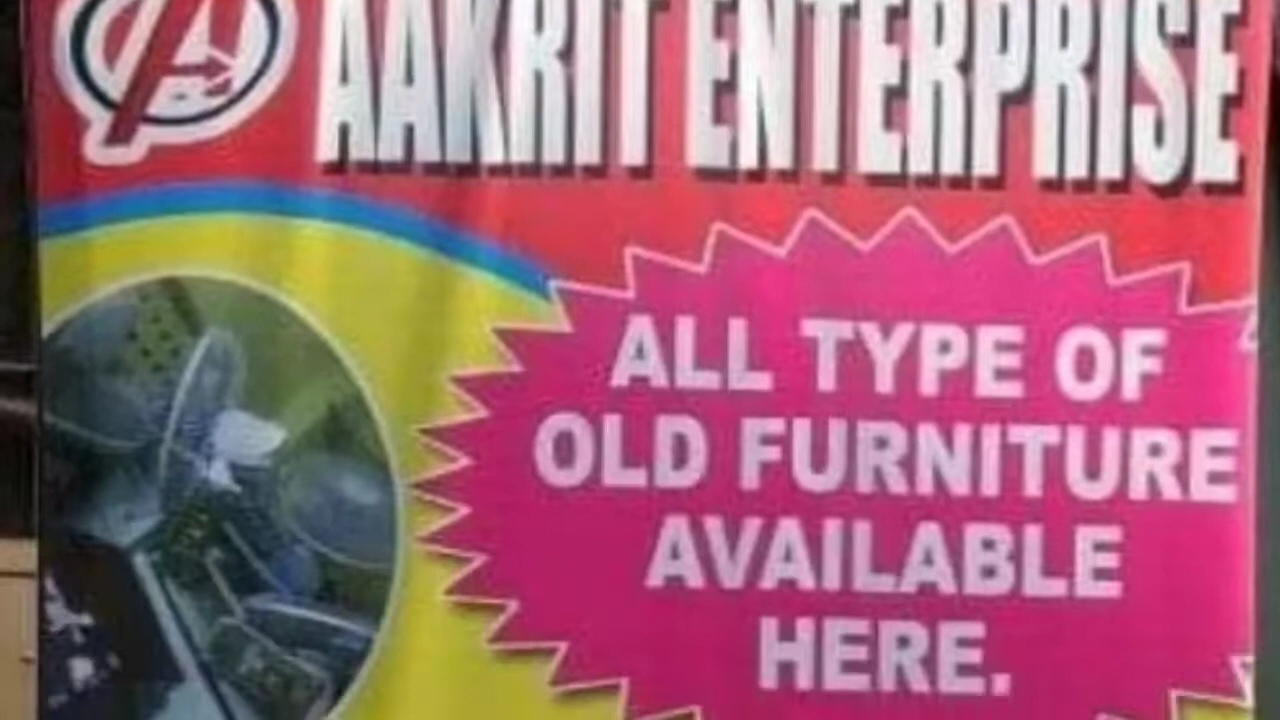 AAKRIT ENTERPRISE
ALL TYPE OF
OLD FURNITURE
AVAILABLE
HERE.